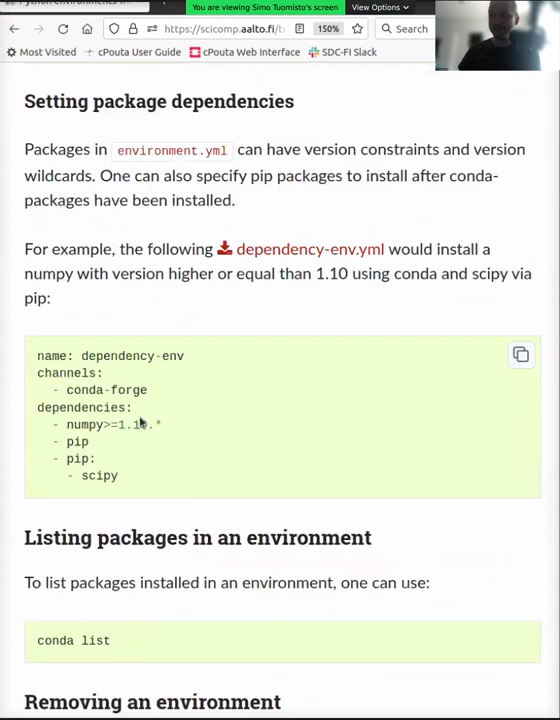 You are viewing Simo Tuomisto's screen
View Options
https://scicomp.aalto.fi/t
150%
Search
Most Visited
cPouta User Guide
cPouta Web Interface
SDC-FI Slack
Setting package dependencies
Packages in environment.yml can have version constraints and version
wildcards. One can also specify pip packages to install after conda-
packages have been installed.
For example, the following dependency-env.yml would install a
numpy with version higher or equal than 1.10 using conda and scipy via
pip:
name: dependency-env
channels:
- conda-forge
dependencies:
- numpy>=1.10.*
- pip
- pip:
- scipy
Listing packages in an environment
To list packages installed in an environment, one can use:
conda list
Removing an environment